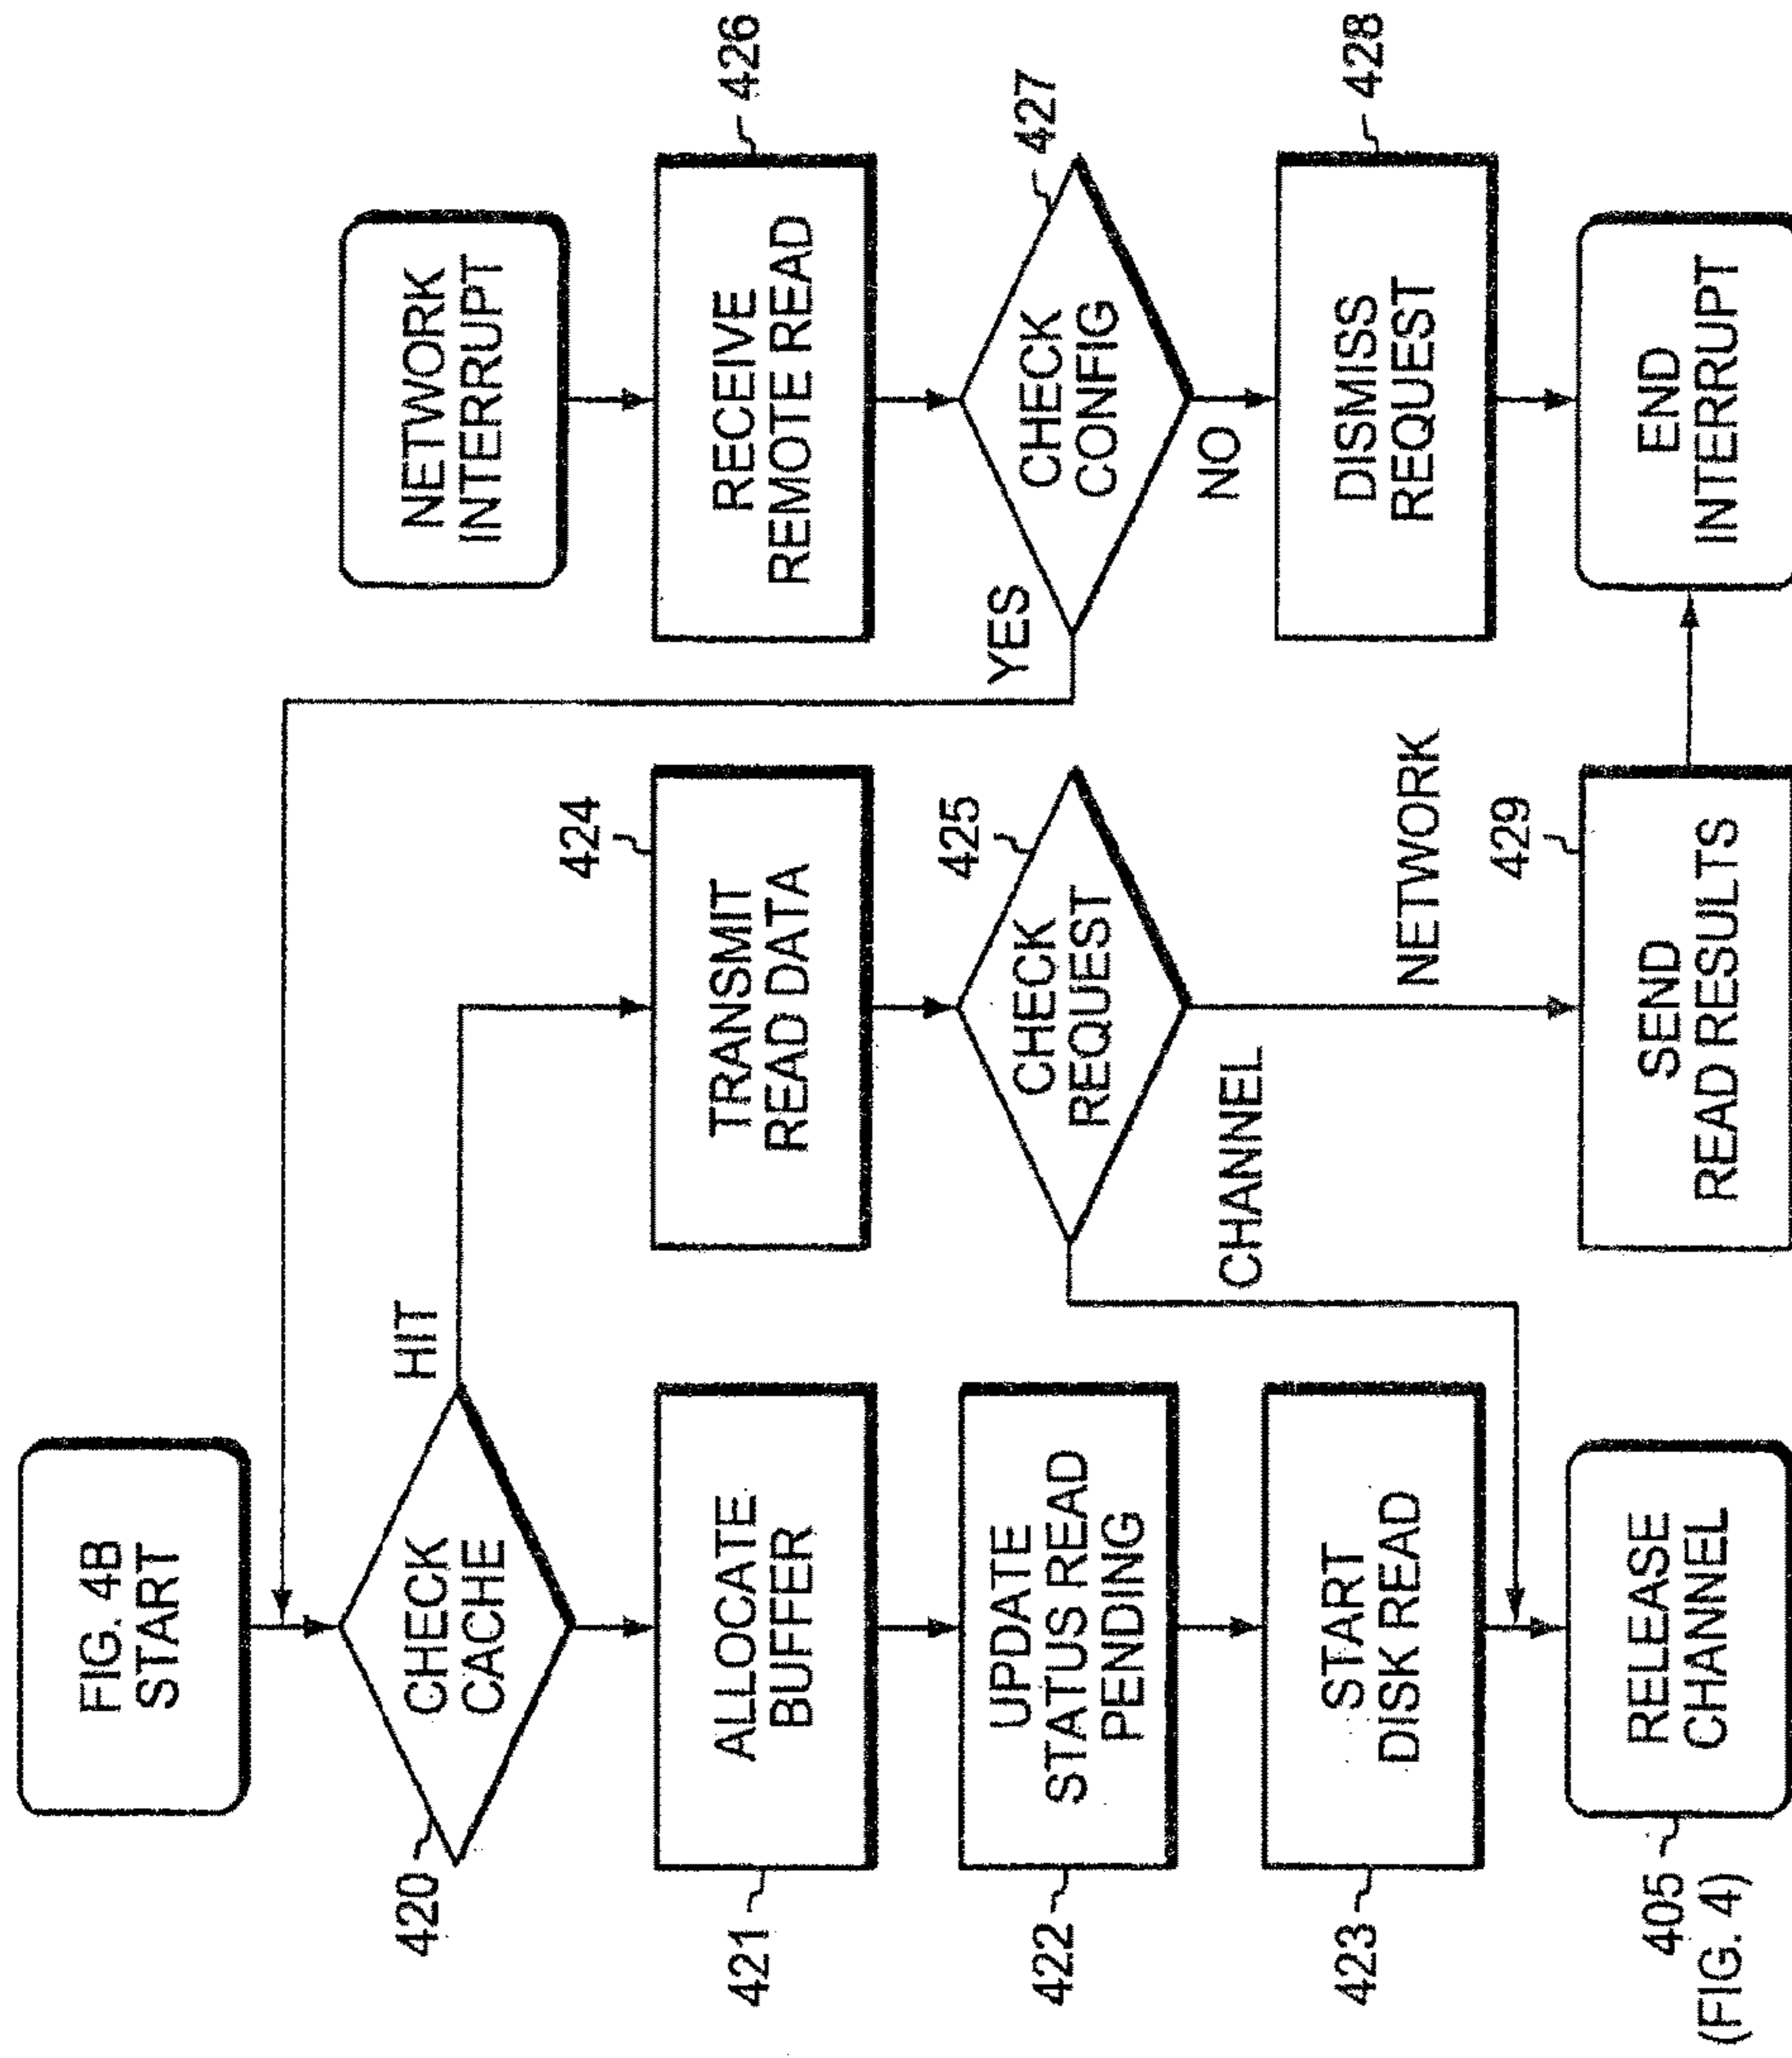 FIG. 4B
START
420
CHECK
CACHE
HIT
421
ALLOCATE
BUFFER
422
UPDATE
STATUS READ
PENDING
423
START
DISK READ
405
(FIG. 4)
RELEASE
CHANNEL
424
TRANSMIT
READ DATA
425
CHECK
REQUEST
CHANNEL
NETWORK
429
SEND
READ RESULTS
NETWORK
INTERRUPT
426
RECEIVE
REMOTE READ
427
CHECK
CONFIG
YES
NO
428
DISMISS
REQUEST
END
INTERRUPT